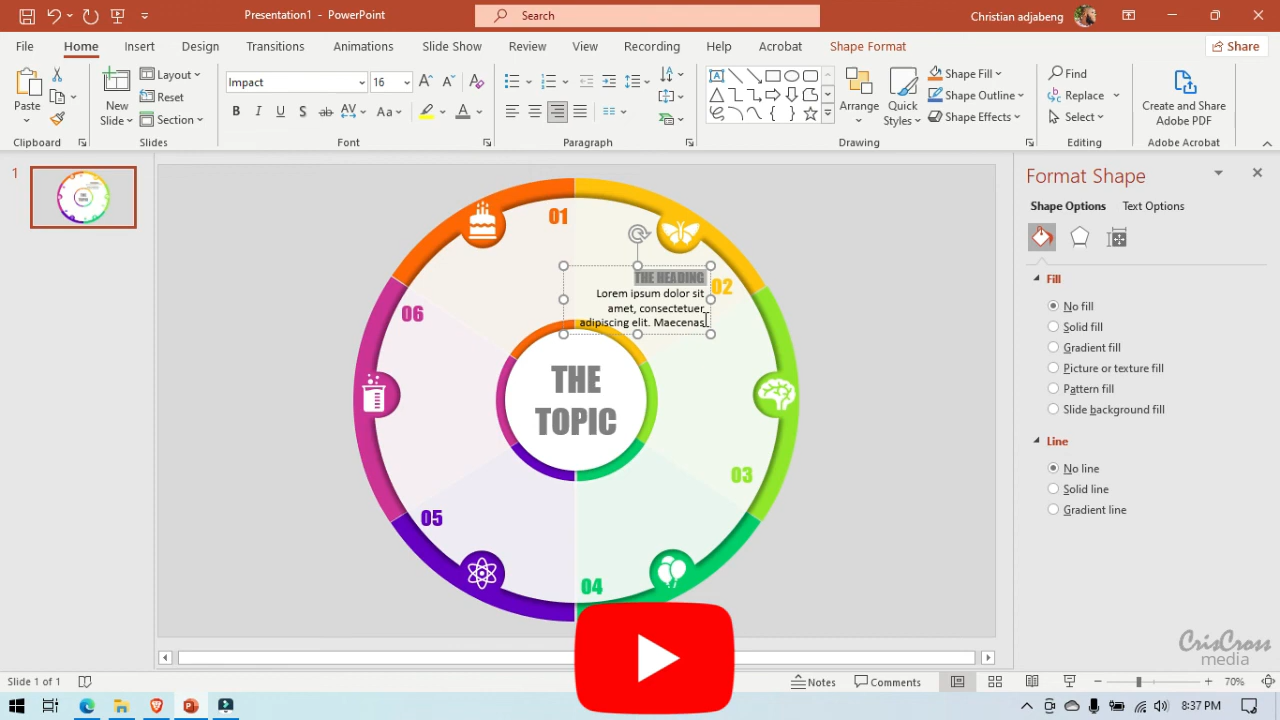 Presentation1 - PowerPoint
Search
Christian adjabeng
File
Home
Insert
Design
Transitions
Animations
Slide Show
Review
View
Recording
Help
Acrobat
Shape Format
Share
Paste
Clipboard
New
Slide
Layout
Reset
Section
Slides
Impact
16
Font
Paragraph
Arrange
Quick
Styles
Shape Fill
Shape Outline
Shape Effects
Drawing
Find
Replace
Select
Editing
Create and Share
Adobe PDF
Adobe Acrobat
1
THE
TOPIC
01
02
03
04
05
06
THE HEADING
Lorem ipsum dolor sit
amet, consectetuer
adipiscing elit. Maecenas
THE
TOPIC
Format Shape
Shape Options
Text Options
Fill
No fill
Solid fill
Gradient fill
Picture or texture fill
Pattern fill
Slide background fill
Line
No line
Solid line
Gradient line
CrisCross
media
Slide 1 of 1
Notes
Comments
70%
8:37 PM